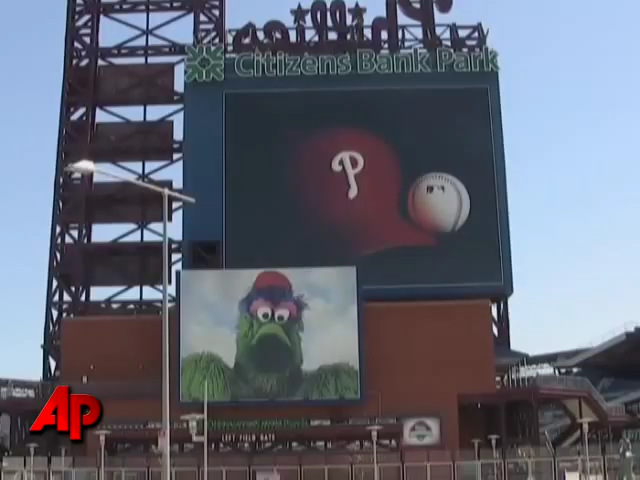 Phillies
Citizens Bank Park
P
LEFT FIELD GATE
AP